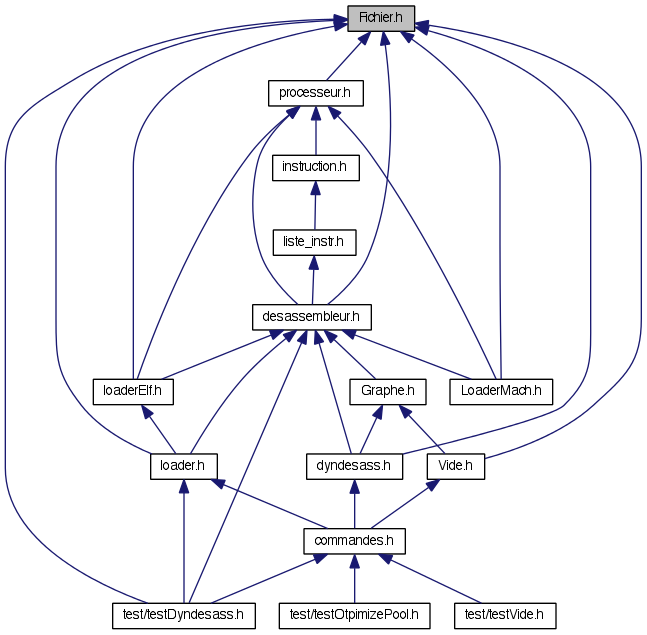 Fichier.h
processeur.h
instruction.h
liste_instr.h
desassembleur.h
loaderElf.h
Graphe.h
LoaderMach.h
loader.h
dyndesass.h
Vide.h
commandes.h
test/testDyndesass.h
test/testOtpimizePool.h
test/testVide.h